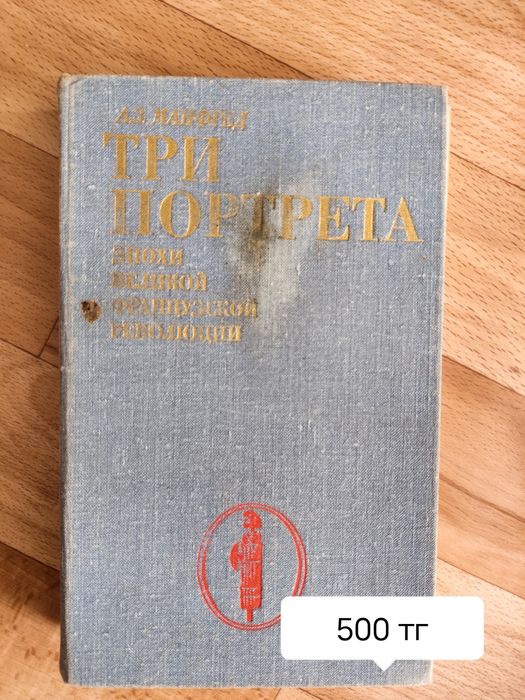 А.З. МАНФРЕД
ТРИ
ПОРТРЕТА
ЭПОХИ
ВЕЛИКОЙ
ФРАНЦУЗСКОЙ
РЕВОЛЮЦИИ
500 тг